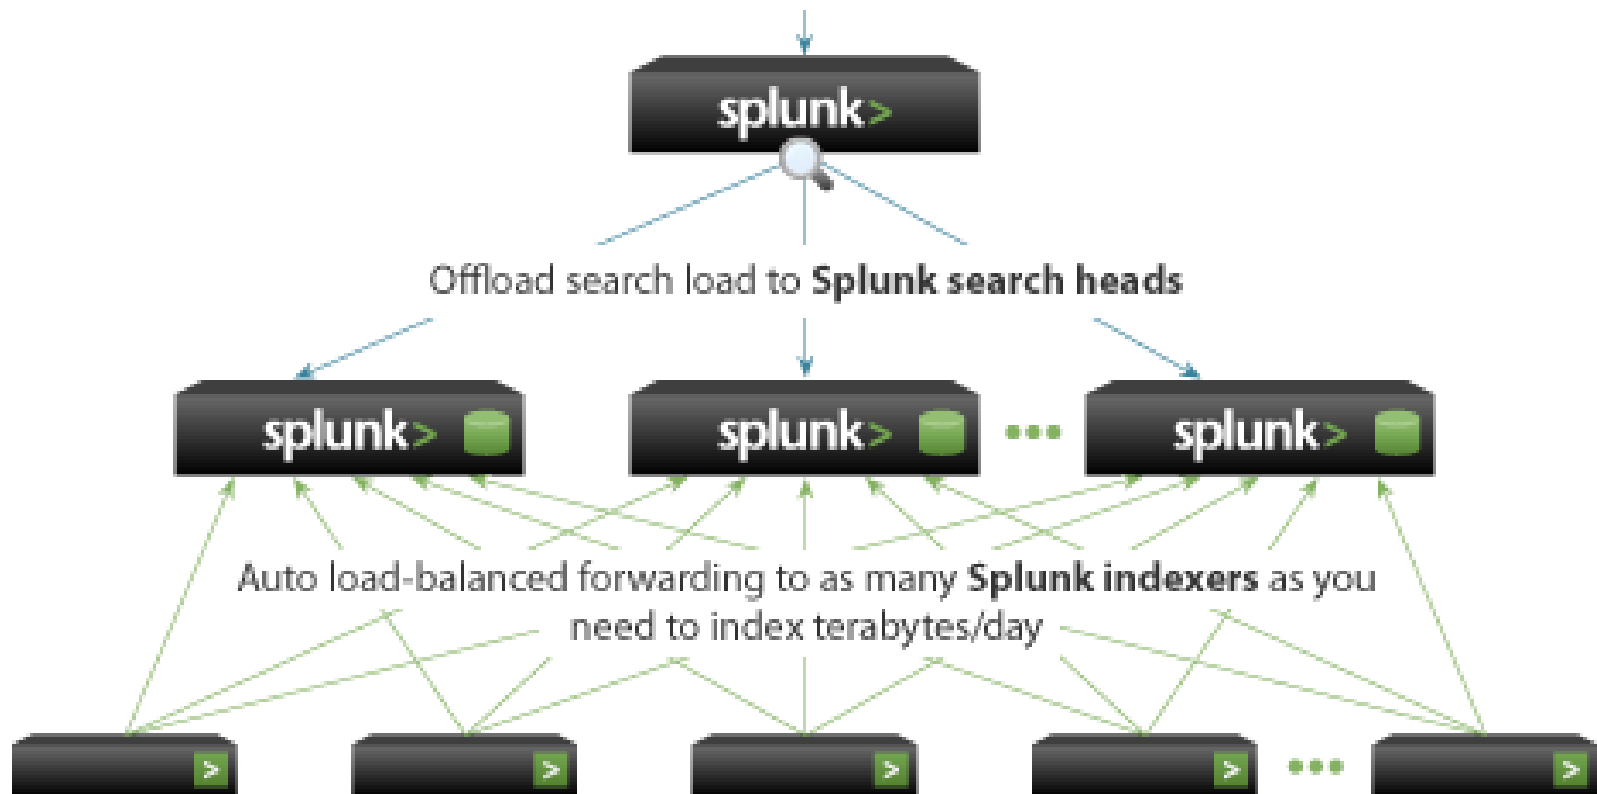 splunk>
Offload search load to Splunk search heads
splunk> splunk> splunk>
Auto load-balanced forwarding to as many Splunk indexers as you
need to index terabytes/day
> > > > >